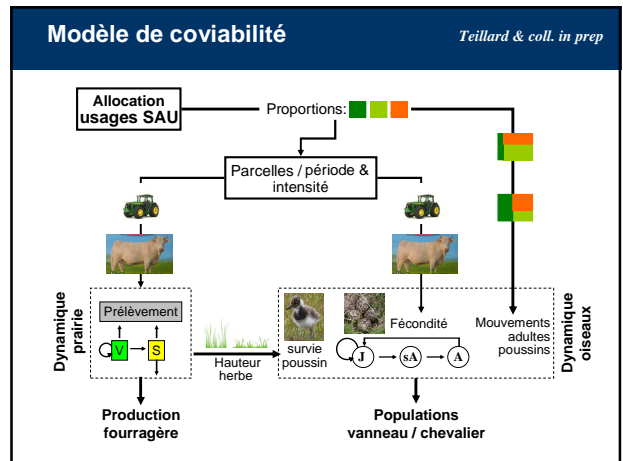 Modèle de coviabilité
Teillard & coll. in prep
Allocation
usages SAU
Proportions:
Parcelles / période &
intensité
Dynamique
prairie
Prélèvement
V
S
Hauteur
herbe
survie
poussin
Fécondité
J
sA
A
Mouvements
adultes
poussins
Dynamique
oiseaux
Production
fourragère
Populations
vanneau / chevalier